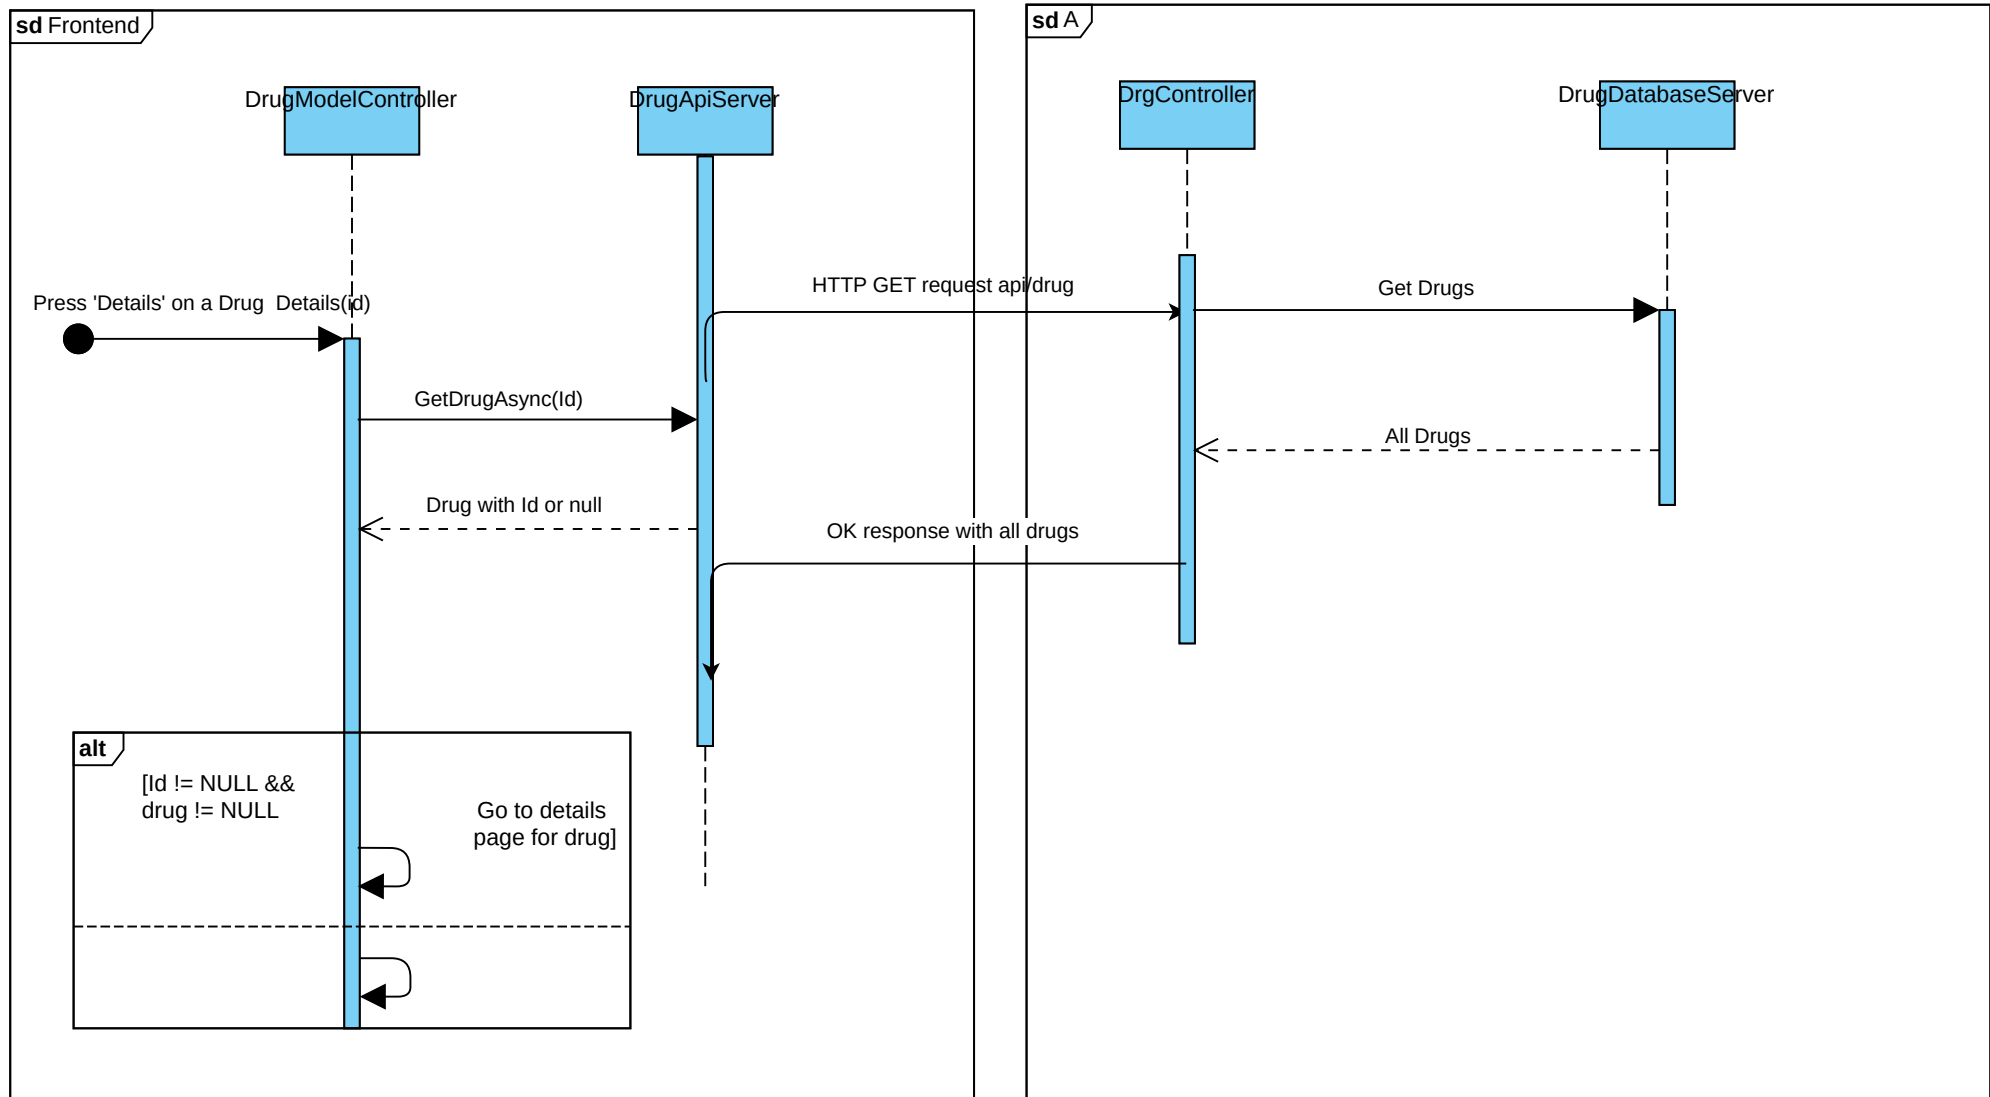 sd Frontend
sd A
DrugModelController
DrugApiServer
DrgController
DrugDatabaseServer
HTTP GET request api/drug
Get Drugs
Press 'Details' on a Drug  Details(id)
GetDrugAsync(Id)
All Drugs
Drug with Id or null
OK response with all drugs
alt
[Id != NULL &&
drug != NULL
Go to details
page for drug]